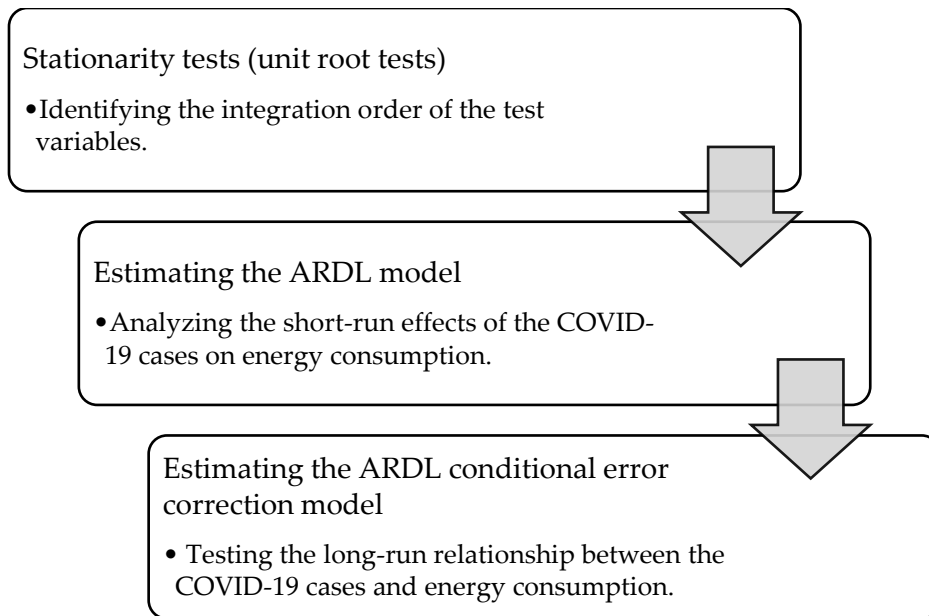 Stationarity tests (unit root tests)
•Identifying the integration order of the test
variables.
Estimating the ARDL model
•Analyzing the short-run effects of the COVID-
19 cases on energy consumption.
Estimating the ARDL conditional error
correction model
• Testing the long-run relationship between the
COVID-19 cases and energy consumption.